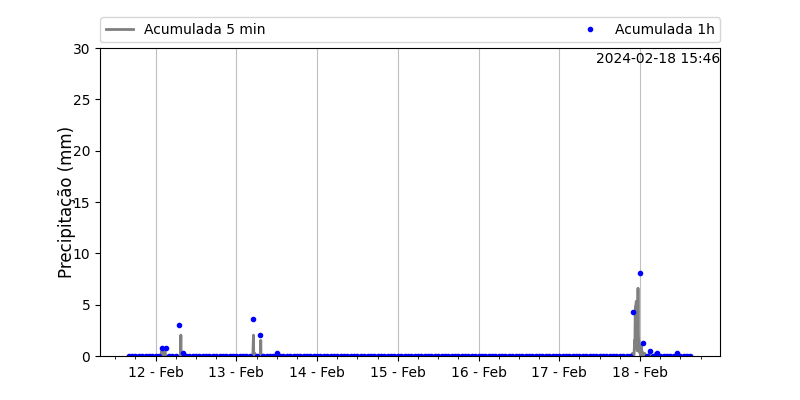 Acumulada 5 min
Acumulada 1h
2024-02-18 15:46
Precipitação (mm)
30
25
20
15
10
5
0
12 - Feb
13 - Feb
14 - Feb
15 - Feb
16 - Feb
17 - Feb
18 - Feb